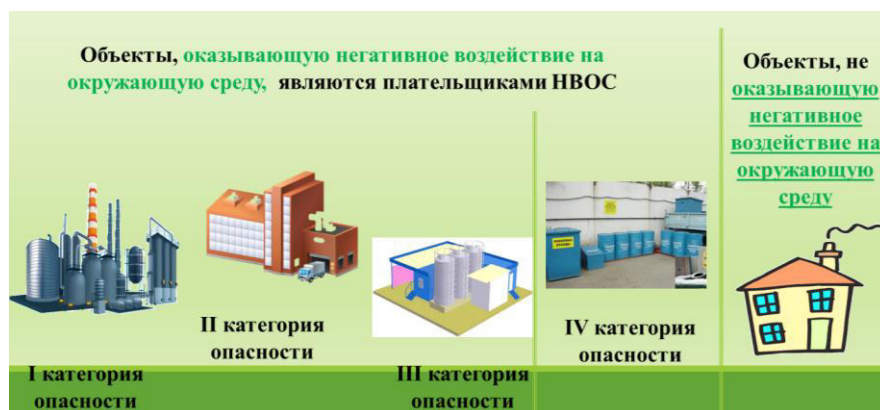 Объекты, оказывающую негативное воздействие на
окружающую среду, являются плательщиками НВОС
Объекты, не
оказывающую
негативное
воздействие на
окружающую
среду
I категория
опасности
II категория
опасности
III категория
опасности
IV категория
опасности